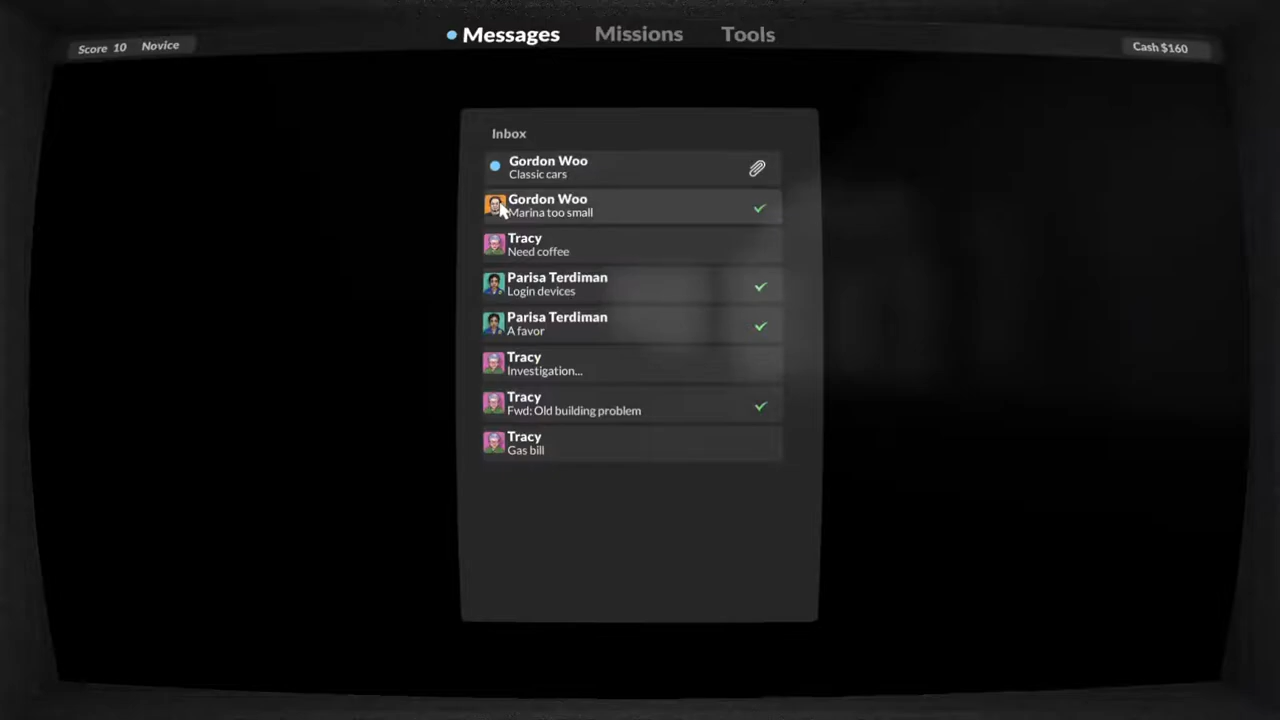 Messages Missions Tools
Score 10 Novice
Cash $160
Inbox
Gordon Woo
Classic cars
Gordon Woo
Marina too small
Tracy
Need coffee
Parisa Terdiman
Login devices
Parisa Terdiman
A favor
Tracy
Investigation...
Tracy
Fwd: Old building problem
Tracy
Gas bill